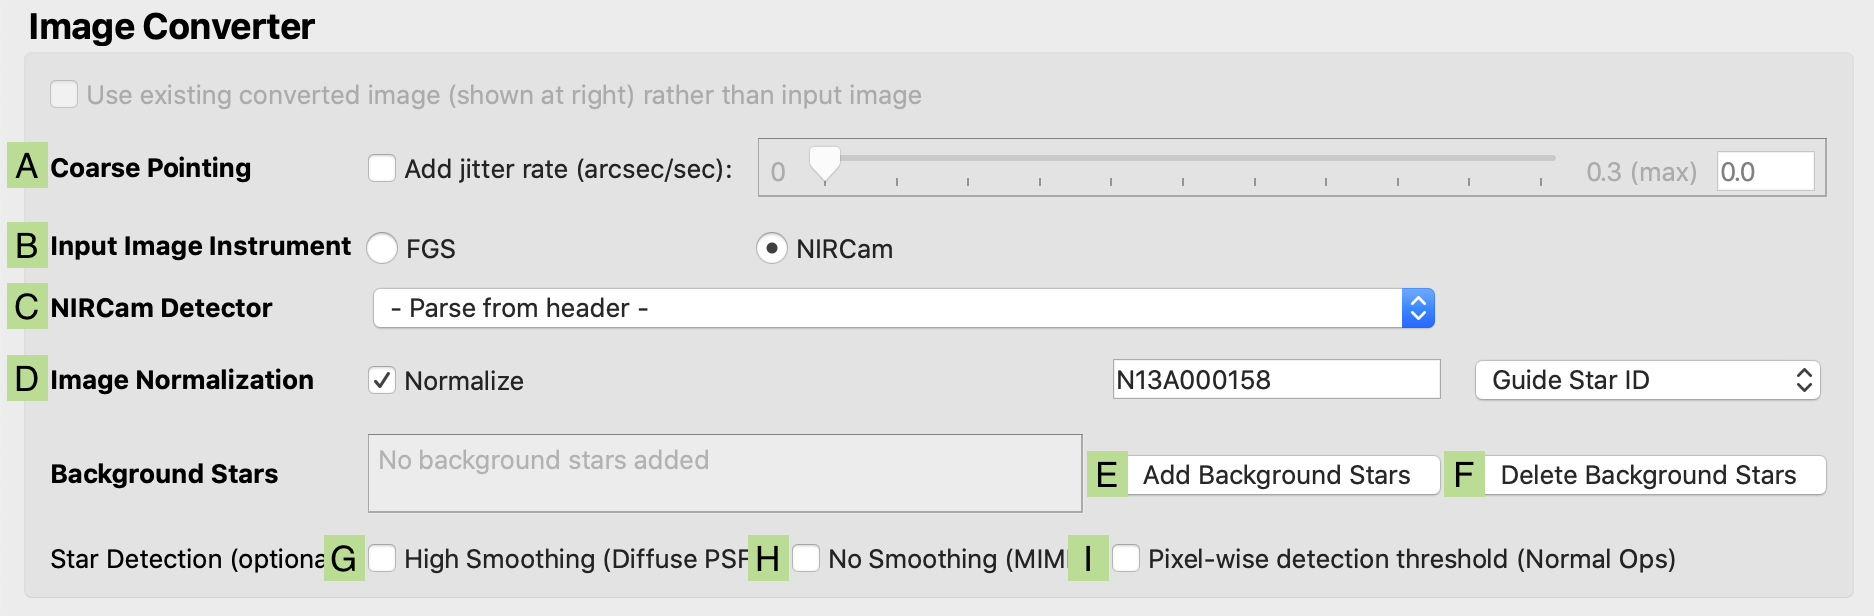 Image Converter
Use existing converted image (shown at right) rather than input image
A Coarse Pointing Add jitter rate (arcsec/sec): 0 0.3 (max) 0.0
B Input Image Instrument FGS NIRCam
C NIRCam Detector - Parse from header -
D Image Normalization Normalize N13A000158 Guide Star ID
Background Stars No background stars added E Add Background Stars F Delete Background Stars
Star Detection (optiona G High Smoothing (Diffuse PSF H No Smoothing (MIM I Pixel-wise detection threshold (Normal Ops)